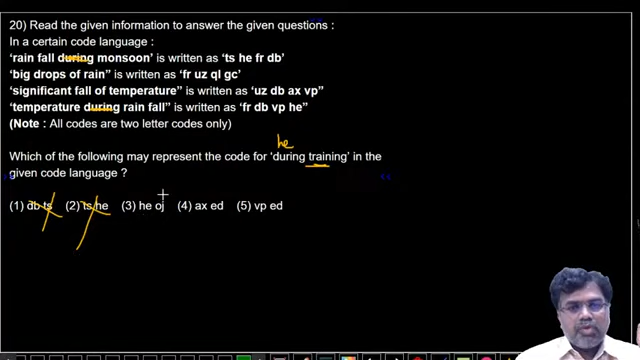 20) Read the given information to answer the given questions :
In a certain code language :
‘rain fall during monsoon’ is written as ‘ts he fr db’
‘big drops of rain” is written as ‘fr uz ql gc’
‘significant fall of temperature” is written as ‘uz db ax vp’
‘temperature during rain fall” is written as ‘fr db vp he”
(Note : All codes are two letter codes only)
he
Which of the following may represent the code for ‘during training’ in the
given code language ?
(1) db ts (2) ts he (3) he oj (4) ax ed (5) vp ed